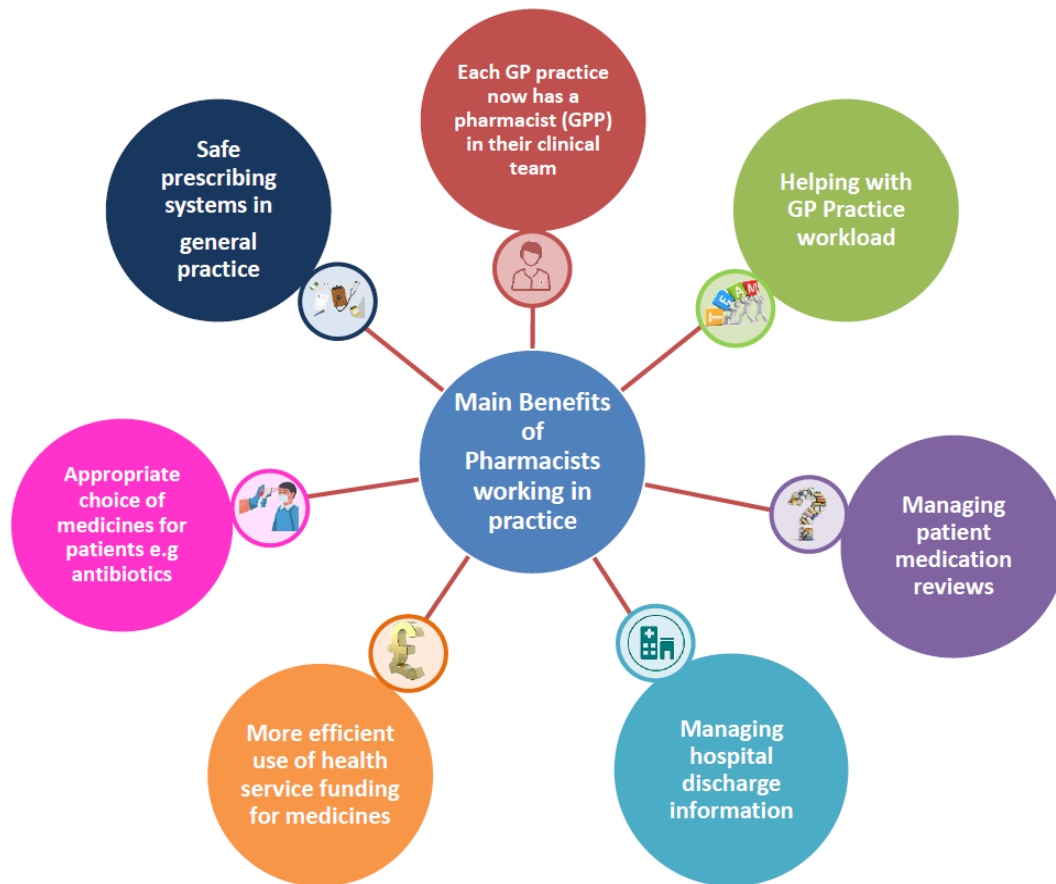 Each GP practice
now has a
pharmacist (GPP)
in their clinical
team
Helping with
GP Practice
workload
TEAM
Managing
patient
medication
reviews
Managing
hospital
discharge
information
More efficient
use of health
service funding
for medicines
£
Appropriate
choice of
medicines for
patients e.g
antibiotics
Safe
prescribing
systems in
general
practice
Main Benefits
of
Pharmacists
working in
practice
?